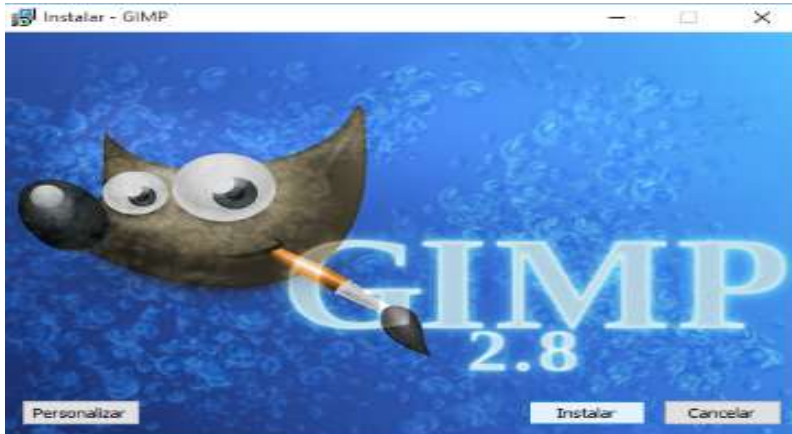 Instalar - GIMP
GIMP
2.8
Personalizar
Instalar
Cancelar